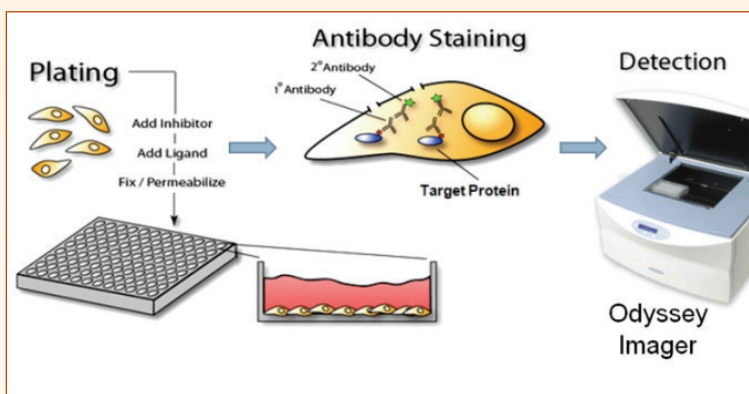 Plating
Add Inhibitor
Add Ligand
Fix / Permeabilize
Antibody Staining
2° Antibody
1° Antibody
Target Protein
Detection
Odyssey
Imager